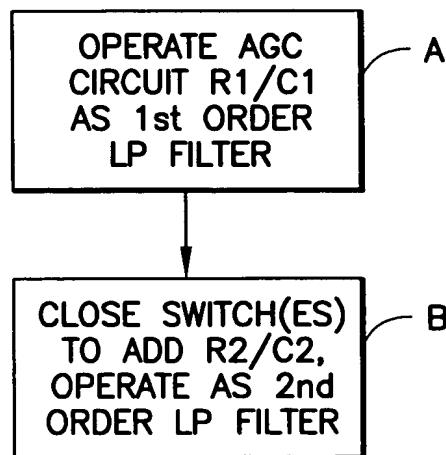 OPERATE AGC
CIRCUIT R1/C1
AS 1st ORDER
LP FILTER
A
CLOSE SWITCH(ES)
TO ADD R2/C2,
OPERATE AS 2nd
ORDER LP FILTER
B